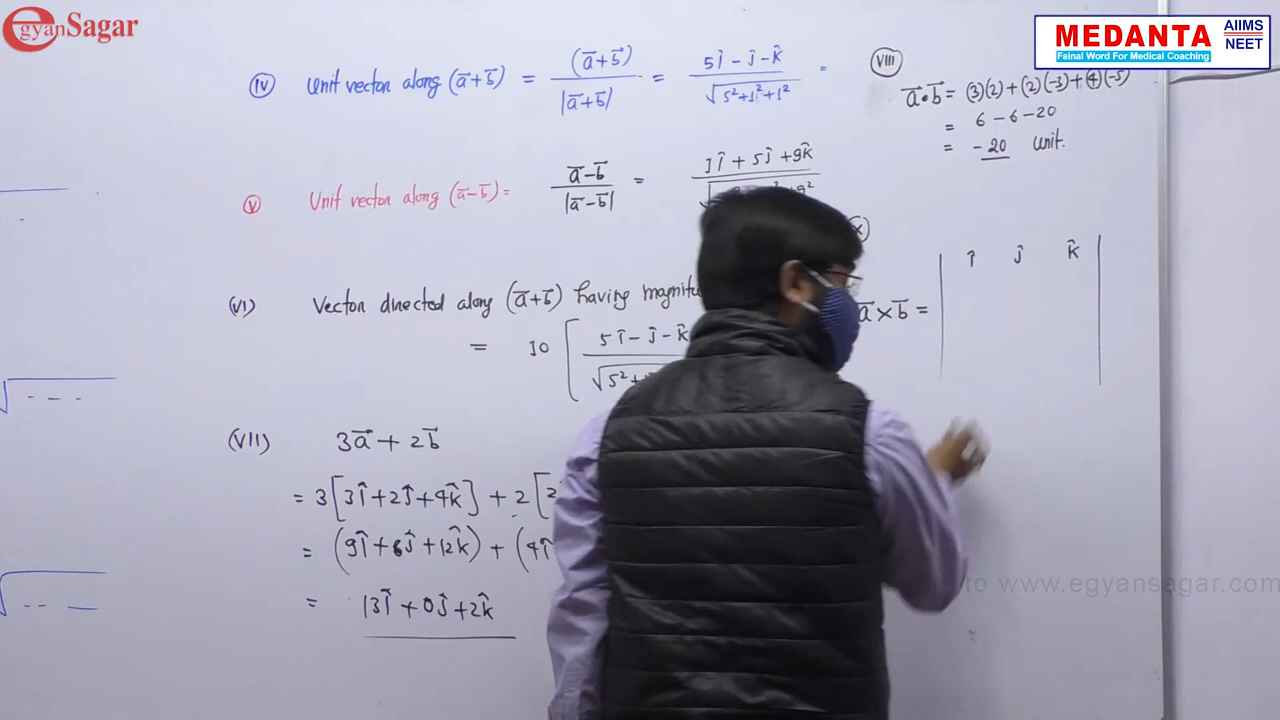 egyanSagar
MEDANTA AIIMS NEET
Fainal Word For Medical Coaching
(IV) Unit vector along (a⃗+b⃗) = (a⃗+b⃗) / |a⃗+b⃗| = 5î-ĵ-k̂ / √5²+1²+1² =
(V) Unit vector along (a⃗-b⃗) = a⃗-b⃗ / |a⃗-b⃗| = 1î+5ĵ+9k̂
(VI) Vector directed along (a⃗+b⃗) having
= 10 [ 5î-ĵ-k̂ / √5²+
(VII) 3a⃗+2b⃗
= 3[3î+2ĵ+4k̂] + 2[2
= (9î+6ĵ+12k̂) + (4î
= 13î+0ĵ+2k̂
(VIII)
a⃗•b⃗ = (3)(2)+(2)(-3)+(4)(-5)
= 6-6-20
= -20 Unit.
a⃗×b⃗ = | î ĵ k̂ |
to www.egyansagar.com